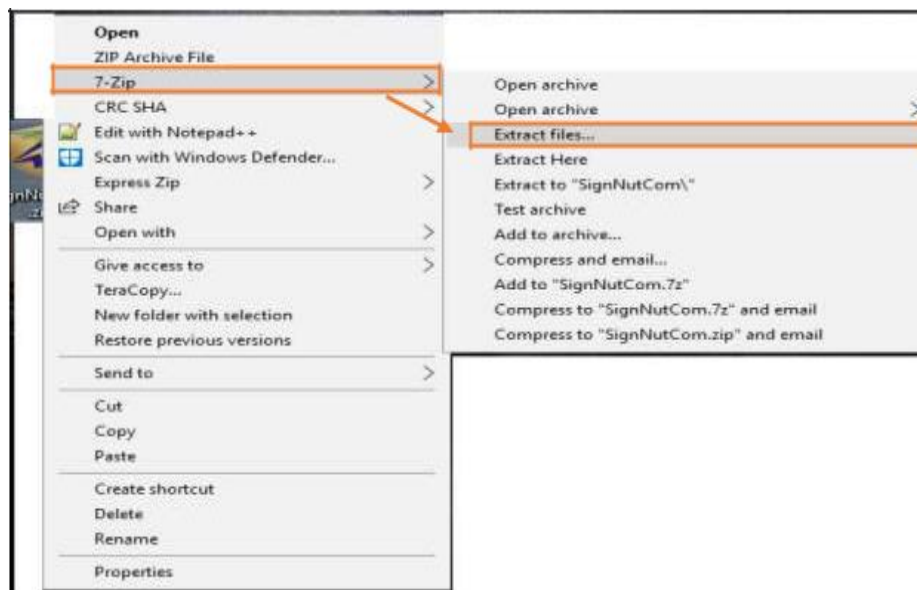 Open
ZIP Archive File
7-Zip
CRC SHA
Edit with Notepad++
Scan with Windows Defender...
Express Zip
Share
Open with
Give access to
TeraCopy...
New folder with selection
Restore previous versions
Send to
Cut
Copy
Paste
Create shortcut
Delete
Rename
Properties
Open archive
Open archive
Extract files...
Extract Here
Extract to "SignNutCom\"
Test archive
Add to archive...
Compress and email...
Add to "SignNutCom.7z"
Compress to "SignNutCom.7z" and email
Compress to "SignNutCom.zip" and email